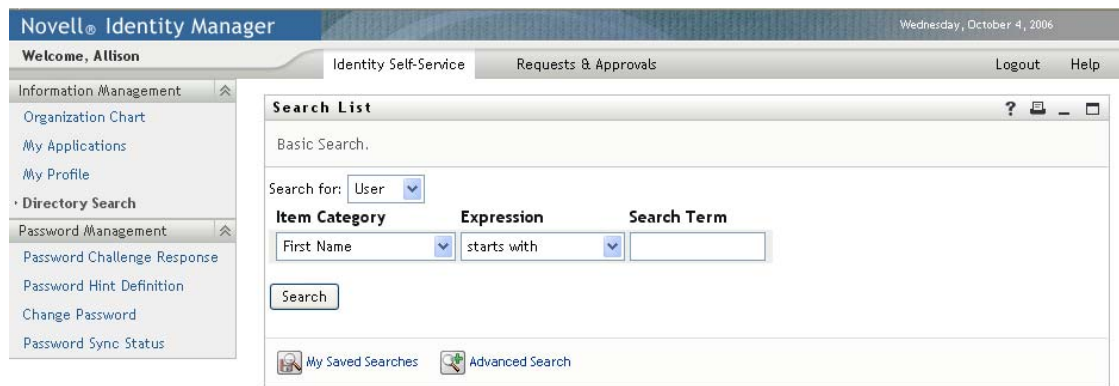 Novell® Identity Manager
Wednesday, October 4, 2006
Welcome, Allison
Identity Self-Service
Requests & Approvals
Logout
Help
Information Management
Organization Chart
My Applications
My Profile
Directory Search
Password Management
Password Challenge Response
Password Hint Definition
Change Password
Password Sync Status
Search List
?
Basic Search.
Search for: User
Item Category Expression Search Term
First Name starts with
Search
My Saved Searches Advanced Search